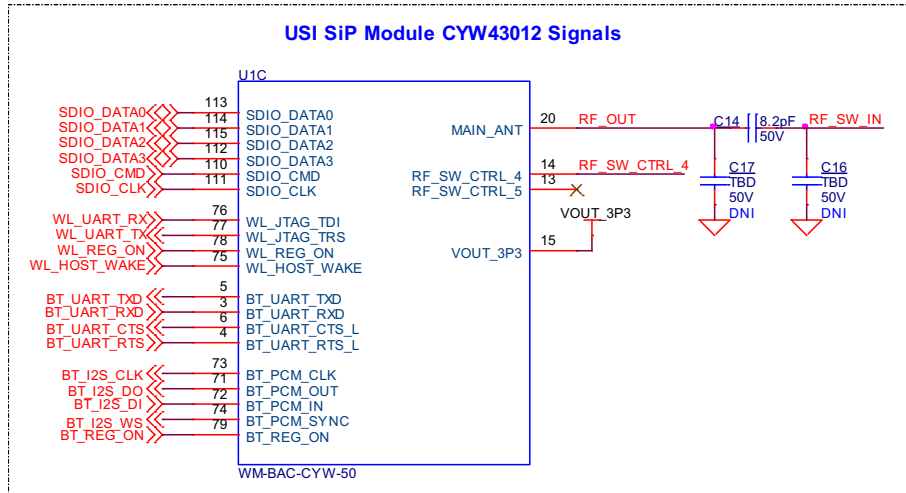 USI SiP Module CYW43012 Signals
U1C
SDIO_DATA0 113 SDIO_DATA0
SDIO_DATA1 114 SDIO_DATA1
SDIO_DATA2 115 SDIO_DATA2
SDIO_DATA3 112 SDIO_DATA3
SDIO_CMD 110 SDIO_CMD
SDIO_CLK 111 SDIO_CLK
WL_UART_RX 76 WL_JTAG_TDI
WL_UART_TX 77 WL_JTAG_TRS
WL_REG_ON 78 WL_REG_ON
WL_HOST_WAKE 75 WL_HOST_WAKE
BT_UART_TXD 5 BT_UART_TXD
BT_UART_RXD 3 BT_UART_RXD
BT_UART_CTS 6 BT_UART_CTS_L
BT_UART_RTS 4 BT_UART_RTS_L
BT_I2S_CLK 73 BT_PCM_CLK
BT_I2S_DO 71 BT_PCM_OUT
BT_I2S_DI 72 BT_PCM_IN
BT_I2S_WS 74 BT_PCM_SYNC
BT_REG_ON 79 BT_REG_ON
WM-BAC-CYW-50
MAIN_ANT 20 RF_OUT
RF_SW_CTRL_4 14 RF_SW_CTRL_4
RF_SW_CTRL_5 13
VOUT_3P3
VOUT_3P3 15
C14 8.2pF
50V
RF_SW_IN
C17
TBD
50V
DNI
C16
TBD
50V
DNI